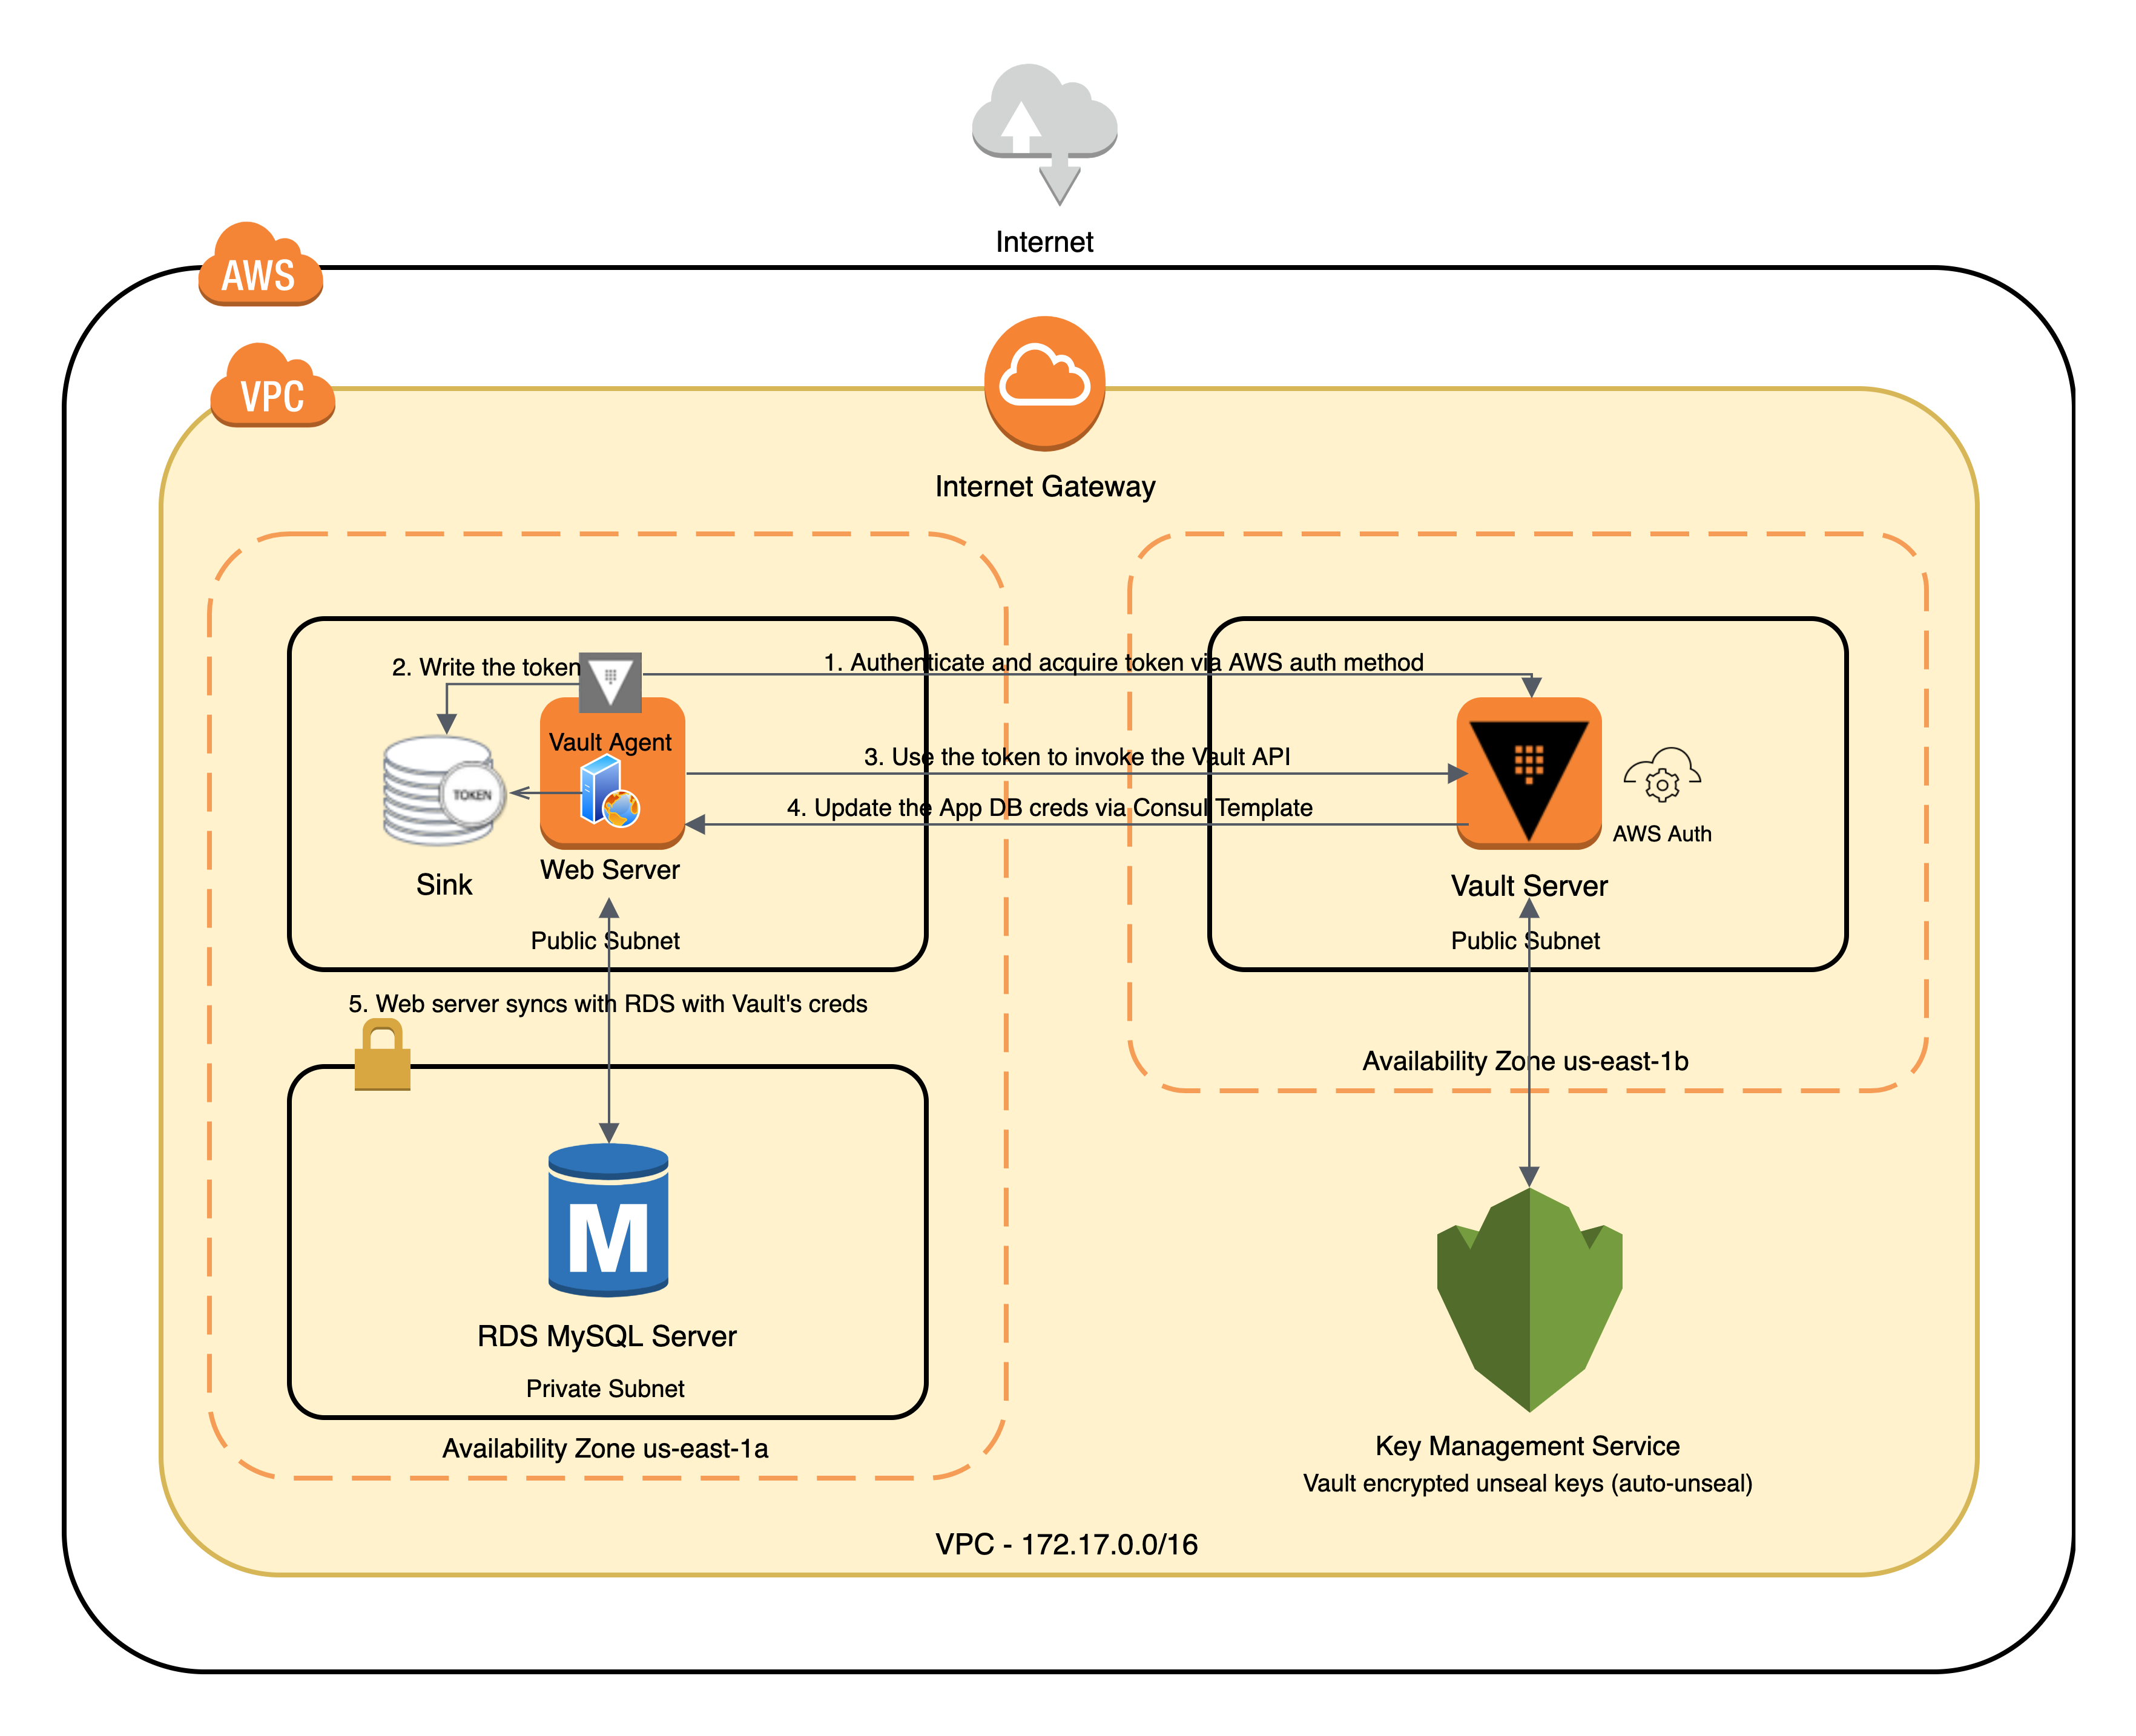 Internet
AWS
VPC
Internet Gateway
2. Write the token
1. Authenticate and acquire token via AWS auth method
Vault Agent
3. Use the token to invoke the Vault API
TOKEN
4. Update the App DB creds via Consul Template
AWS Auth
Web Server
Sink
Vault Server
Public Subnet
Public Subnet
5. Web server syncs with RDS with Vault's creds
Availability Zone us-east-1b
M
RDS MySQL Server
Private Subnet
Availability Zone us-east-1a
Key Management Service
Vault encrypted unseal keys (auto-unseal)
VPC - 172.17.0.0/16